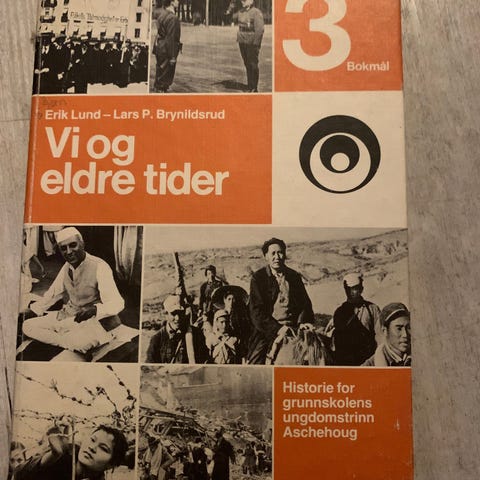 3
Bokmål
Erik Lund – Lars P. Brynildsrud
Vi og
eldre tider
Historie for
grunnskolens
ungdomstrinn
Aschehoug